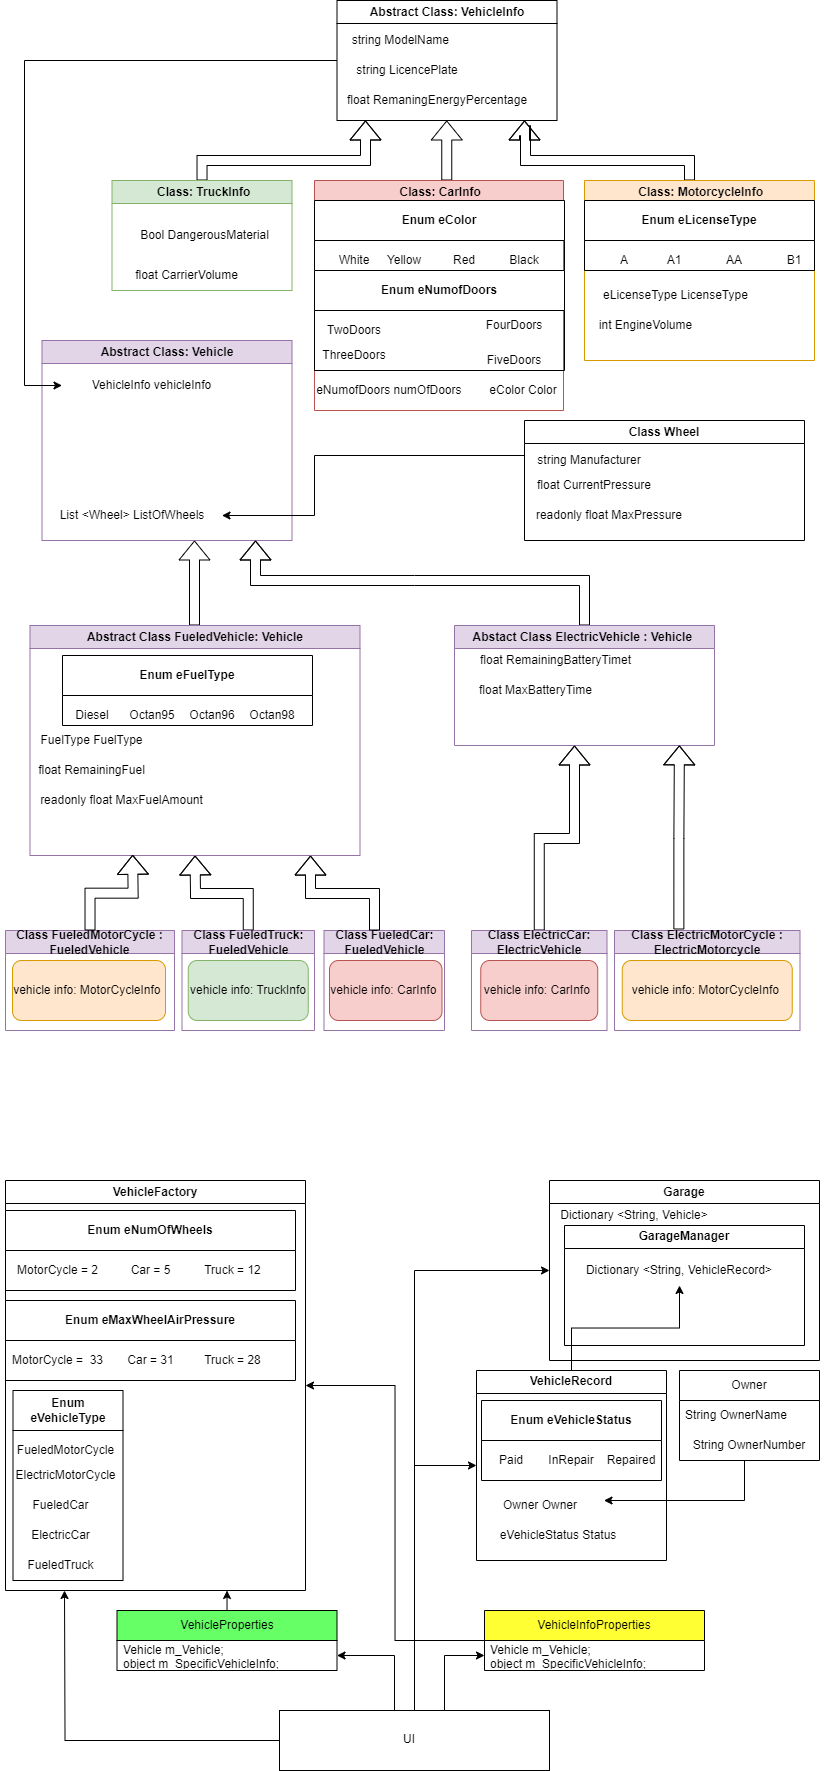 Abstract Class: VehicleInfo
string ModelName
string LicencePlate
float RemaningEnergyPercentage
Class: TruckInfo
Bool DangerousMaterial
float CarrierVolume
Class: CarInfo
Enum eColor
White Yellow Red Black
Enum eNumofDoors
TwoDoors FourDoors
ThreeDoors FiveDoors
eNumofDoors numOfDoors eColor Color
Class: MotorcycleInfo
Enum eLicenseType
A A1 AA B1
eLicenseType LicenseType
int EngineVolume
Abstract Class: Vehicle
VehicleInfo vehicleInfo
List <Wheel> ListOfWheels
Class Wheel
string Manufacturer
float CurrentPressure
readonly float MaxPressure
Abstract Class FueledVehicle: Vehicle
Enum eFuelType
Diesel Octan95 Octan96 Octan98
FuelType FuelType
float RemainingFuel
readonly float MaxFuelAmount
Abstact Class ElectricVehicle : Vehicle
float RemainingBatteryTimet
float MaxBatteryTime
Class FueledMotorCycle :
FueledVehicle
vehicle info: MotorCycleInfo
Class FueledTruck:
FueledVehicle
vehicle info: TruckInfo
Class FueledCar:
FueledVehicle
vehicle info: CarInfo
Class ElectricCar:
ElectricVehicle
vehicle info: CarInfo
Class ElectricMotorCycle :
ElectricMotorcycle
vehicle info: MotorCycleInfo
VehicleFactory
Enum eNumOfWheels
MotorCycle = 2 Car = 5 Truck = 12
Enum eMaxWheelAirPressure
MotorCycle = 33 Car = 31 Truck = 28
Enum
eVehicleType
FueledMotorCycle
ElectricMotorCycle
FueledCar
ElectricCar
FueledTruck
Garage
Dictionary <String, Vehicle>
GarageManager
Dictionary <String, VehicleRecord>
VehicleRecord
Enum eVehicleStatus
Paid InRepair Repaired
Owner Owner
eVehicleStatus Status
Owner
String OwnerName
String OwnerNumber
VehicleProperties
Vehicle m_Vehicle;
object m_SpecificVehicleInfo;
VehicleInfoProperties
Vehicle m_Vehicle;
object m_SpecificVehicleInfo;
UI